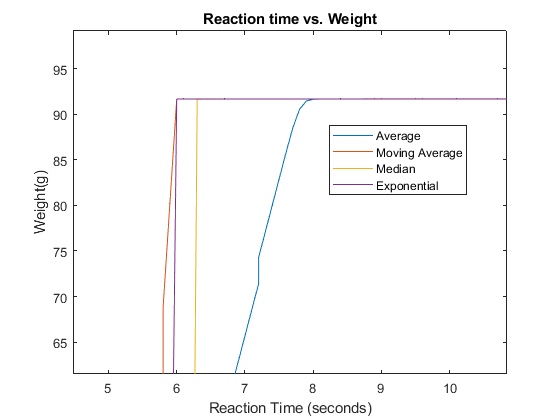 Reaction time vs. Weight
95
90
85
80
75
70
65
Weight(g)
Average
Moving Average
Median
Exponential
5 6 7 8 9 10
Reaction Time (seconds)